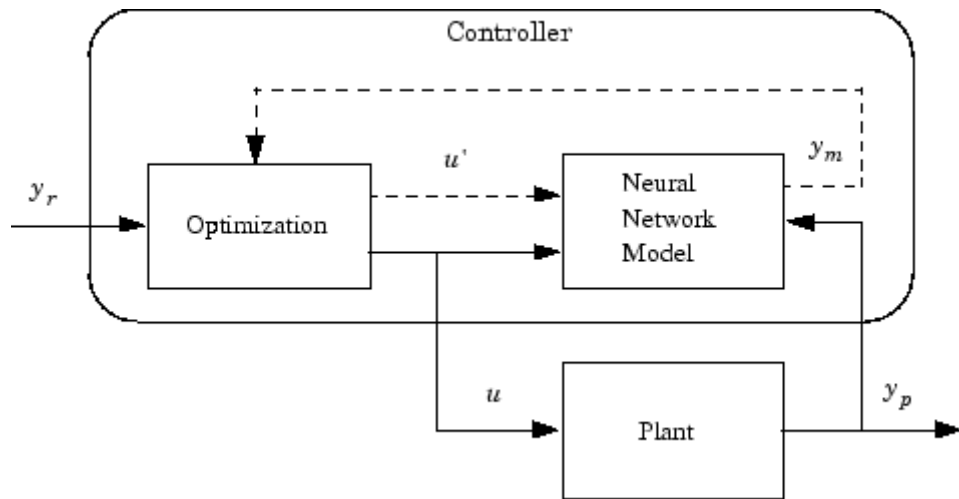 Controller
u'
y_m
y_r
Optimization
Neural
Network
Model
u
Plant
y_p